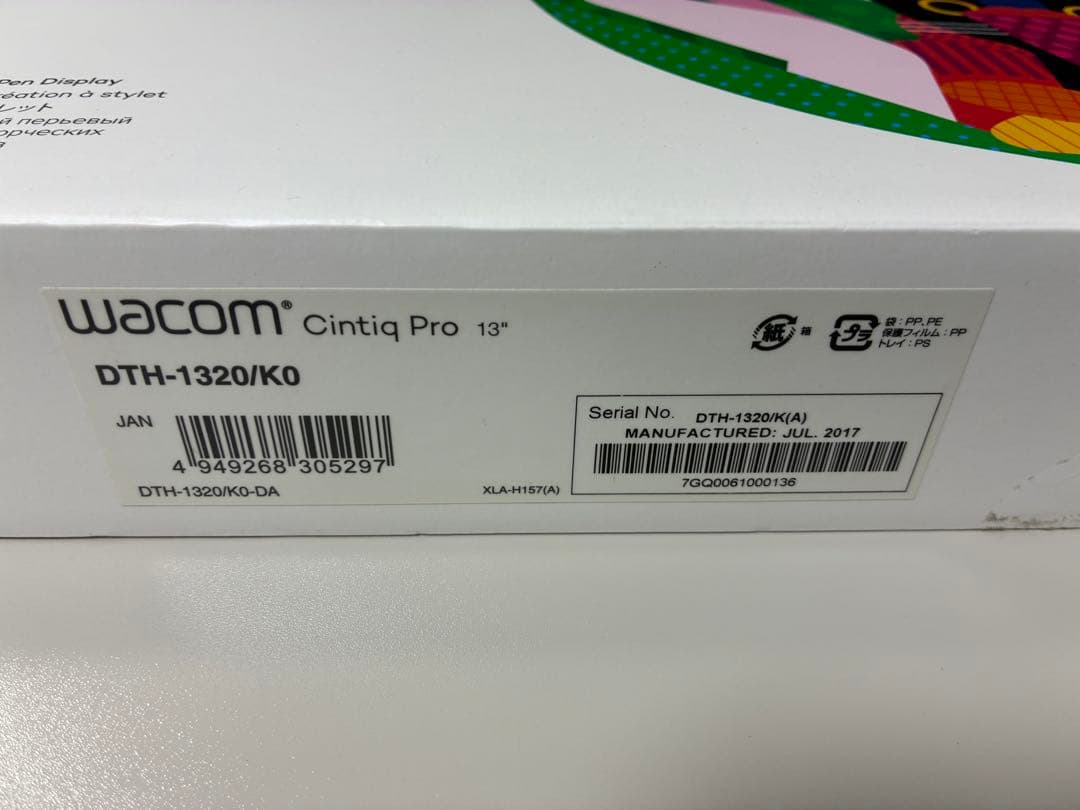 Pen Display
éation à stylet
レット
й перьевый
орческих
в
wacom® Cintiq Pro 13"
DTH-1320/K0
JAN
4 949268 305297
DTH-1320/K0-DA
XLA-H157(A)
紙 箱
プラ 袋:PP、PE
保護フィルム:PP
トレイ:PS
Serial No. DTH-1320/K(A)
MANUFACTURED: JUL. 2017
7GQ0061000136